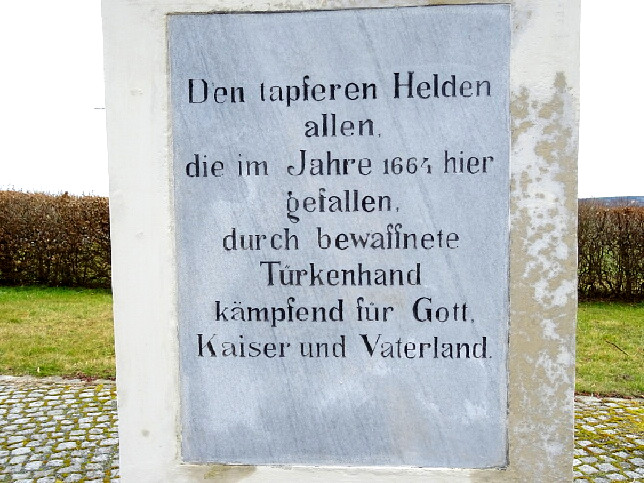 Den tapferen Helden
allen,
die im Jahre 1664 hier
gefallen,
durch bewaffnete
Türkenhand
kämpfend für Gott,
Kaiser und Vaterland.